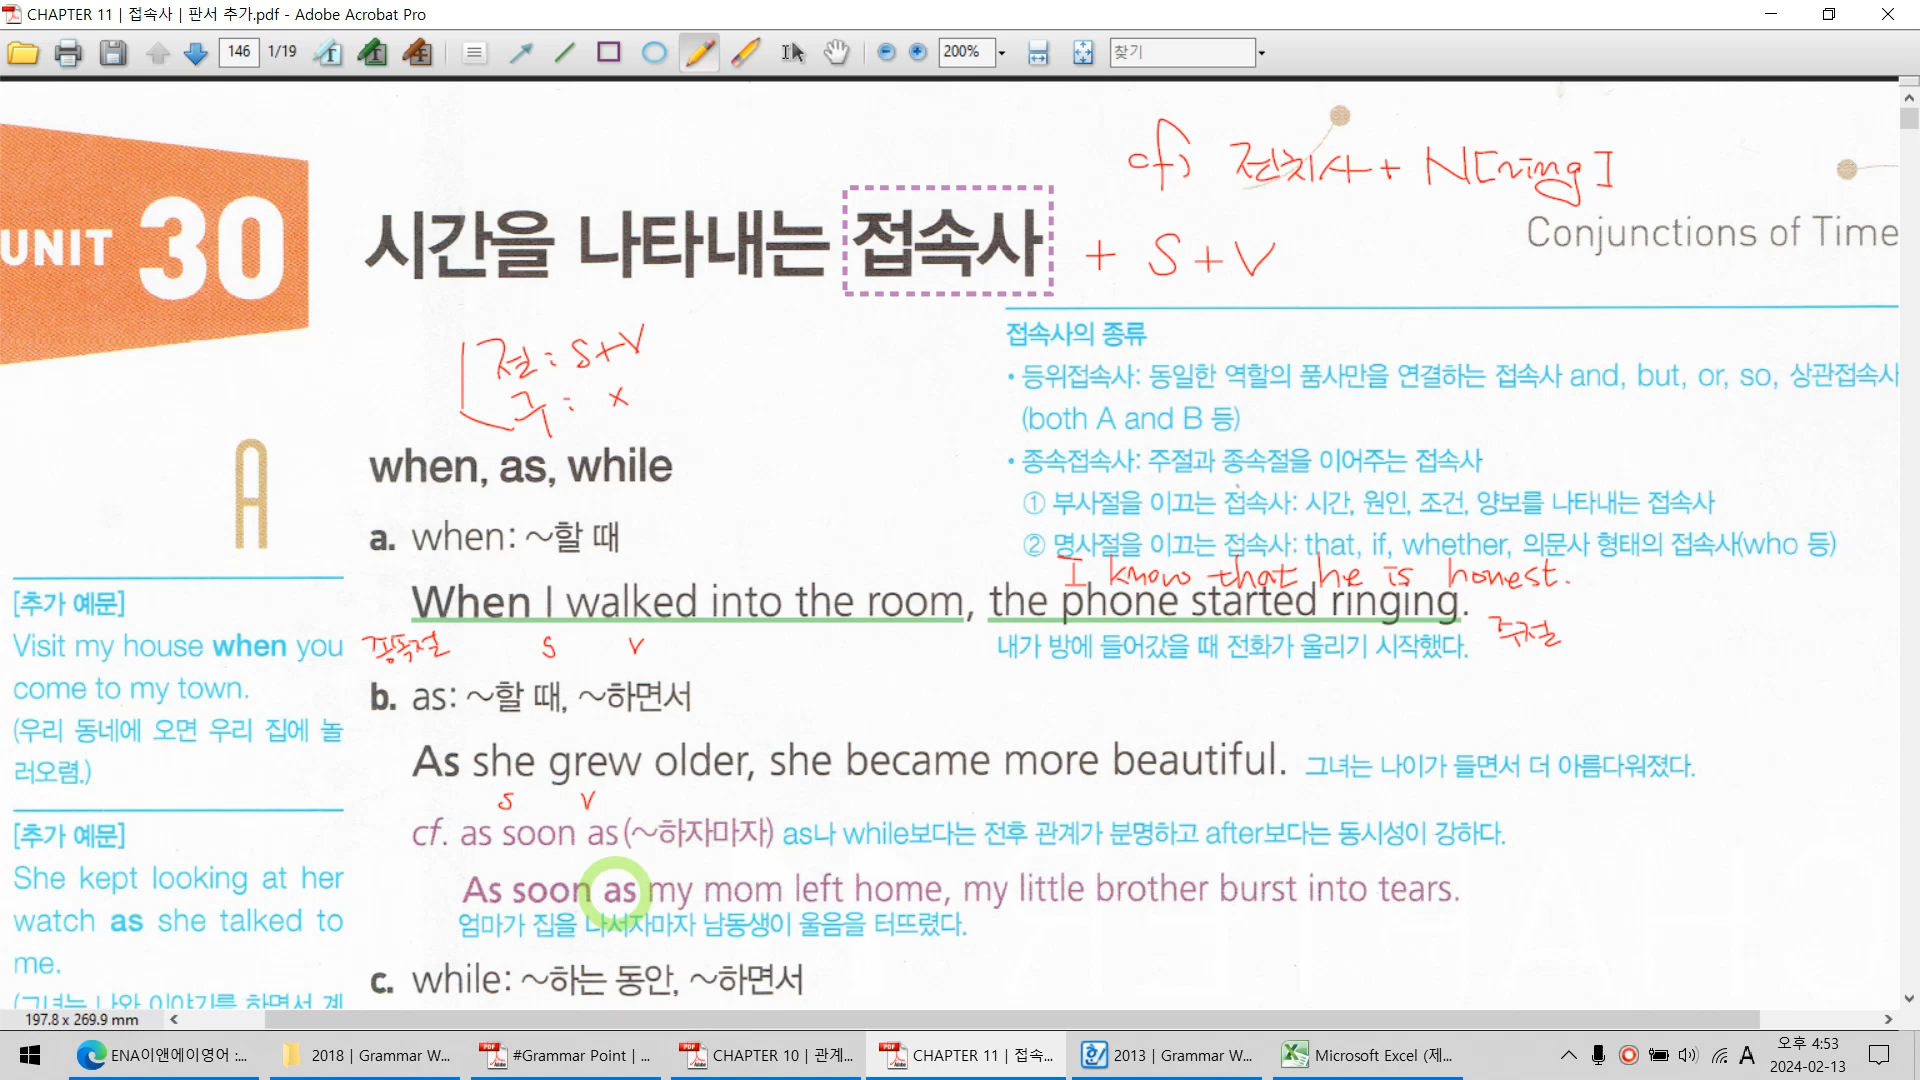 CHAPTER 11 | 접속사 | 판서 추가.pdf - Adobe Acrobat Pro
146 1/19 200% 찾기
cf) 전치사 + N[ving]
UNIT 30
시간을 나타내는 접속사 + S+V
Conjunctions of Time
절: S+V
구: x
접속사의 종류
• 등위접속사: 동일한 역할의 품사만을 연결하는 접속사 and, but, or, so, 상관접속사
(both A and B 등)
• 종속접속사: 주절과 종속절을 이어주는 접속사
① 부사절을 이끄는 접속사: 시간, 원인, 조건, 양보를 나타내는 접속사
② 명사절을 이끄는 접속사: that, if, whether, 의문사 형태의 접속사(who 등)
I know that he is honest.
A
when, as, while
a. when: ~할 때
When I walked into the room, the phone started ringing.
종속절 S V
내가 방에 들어갔을 때 전화가 울리기 시작했다.
주절
b. as: ~할 때, ~하면서
As she grew older, she became more beautiful. 그녀는 나이가 들면서 더 아름다워졌다.
S V
cf. as soon as(~하자마자) as나 while보다는 전후 관계가 분명하고 after보다는 동시성이 강하다.
As soon as my mom left home, my little brother burst into tears.
엄마가 집을 나서자마자 남동생이 울음을 터뜨렸다.
c. while: ~하는 동안, ~하면서
[추가 예문]
Visit my house when you
come to my town.
(우리 동네에 오면 우리 집에 놀
러오렴.)
[추가 예문]
She kept looking at her
watch as she talked to
me.
(그녀는 나와 이야기를 하면서 계
197.8 x 269.9 mm
ENA이앤에이영어 :...
2018 | Grammar W...
#Grammar Point | ...
CHAPTER 10 | 관계...
CHAPTER 11 | 접속...
2013 | Grammar W...
Microsoft Excel (제...
A
오후 4:53
2024-02-13